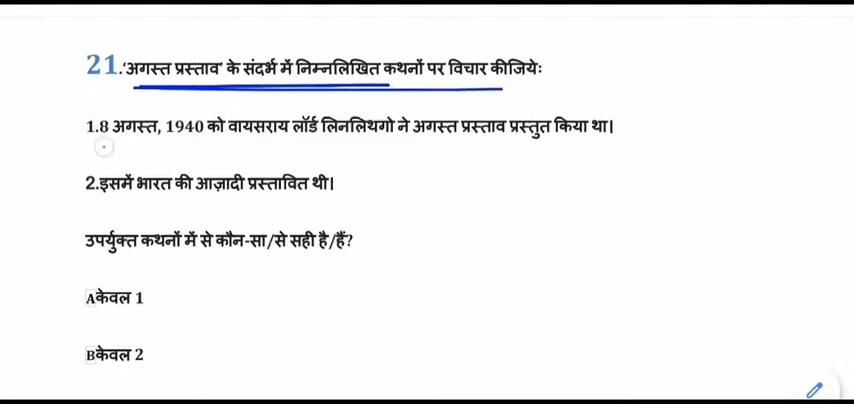 21.‘अगस्त प्रस्ताव’ के संदर्भ में निम्नलिखित कथनों पर विचार कीजियेः
1.8 अगस्त, 1940 को वायसराय लॉर्ड लिनलिथगो ने अगस्त प्रस्ताव प्रस्तुत किया था।
2.इसमें भारत की आज़ादी प्रस्तावित थी।
उपर्युक्त कथनों में से कौन-सा/से सही है/हैं?
Aकेवल 1
Bकेवल 2